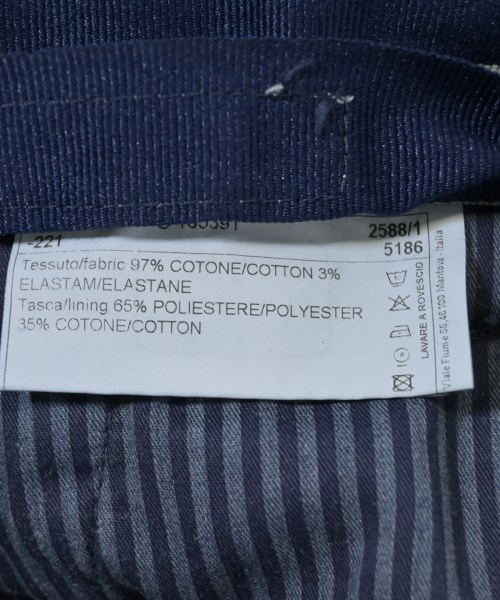 2588/1
-221 5186
Tessuto/fabric 97% COTONE/COTTON 3%
ELASTAM/ELASTANE
Tasca/lining 65% POLIESTERE/POLYESTER
35% COTONE/COTTON
LAVARE A ROVESCIO
Viale Fiume 55,46100 Mantova - Italia